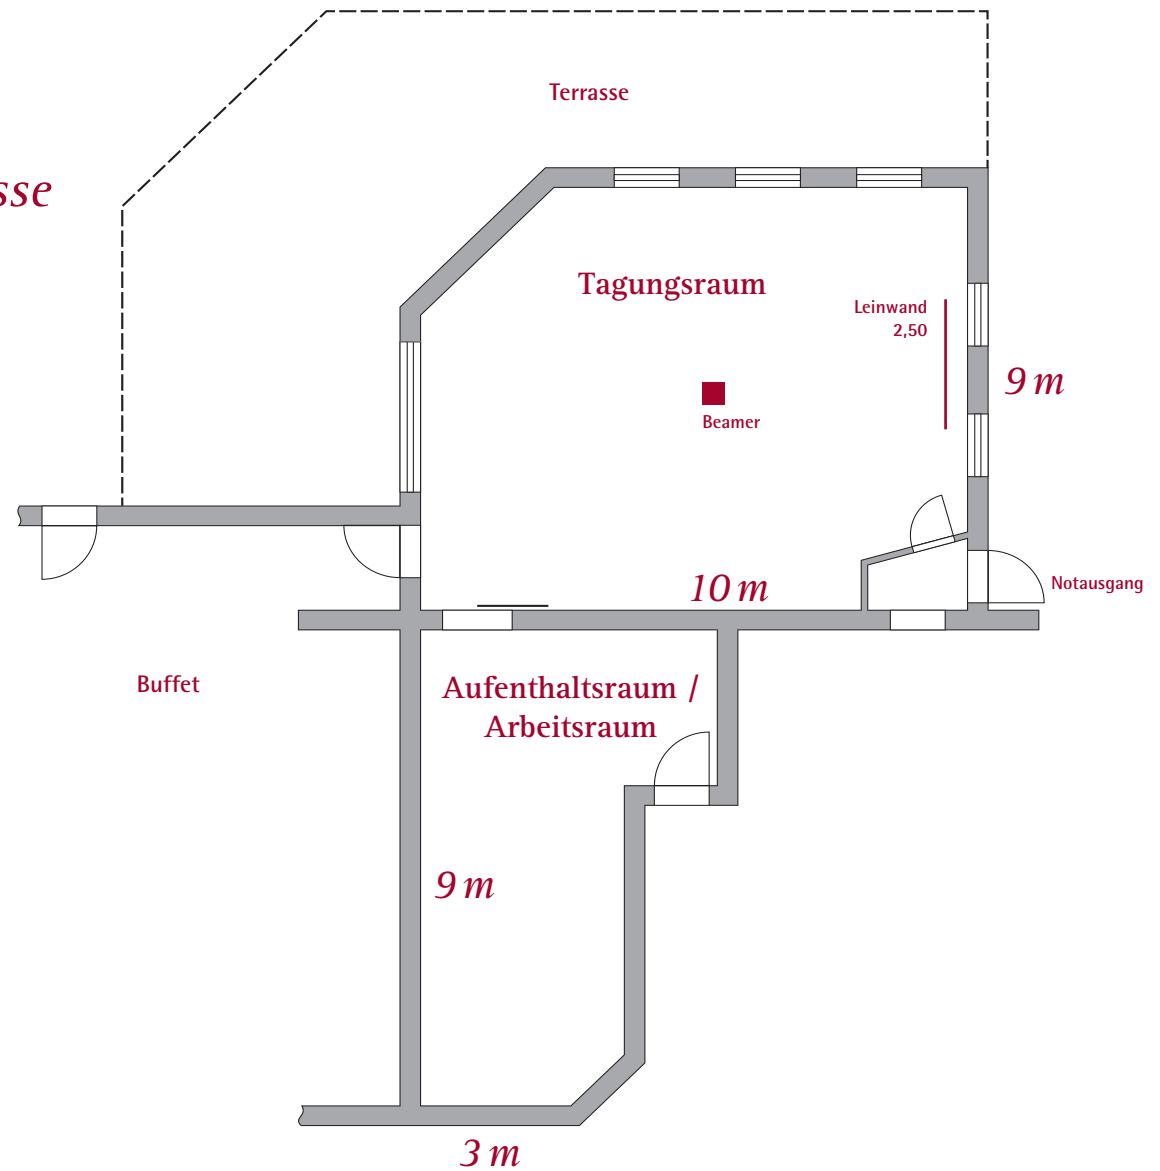 Terrasse
sse
Tagungsraum
Leinwand
2,50
9 m
Beamer
10 m
Notausgang
Buffet
Aufenthaltsraum /
Arbeitsraum
9 m
3 m